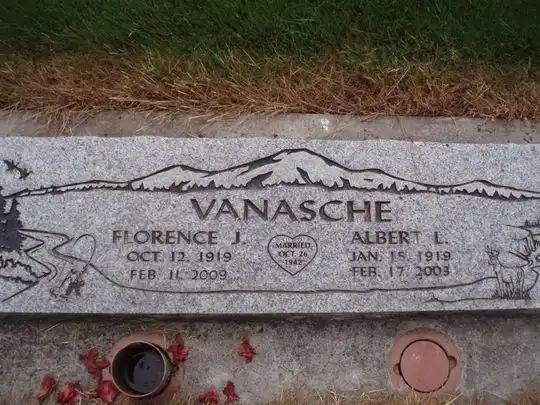 VANASCHE
FLORENCE J.
OCT. 12. 1919
FEB. 11. 2009
MARRIED
OCT. 26
1942
ALBERT L.
JAN. 15. 1919
FEB. 17. 2003